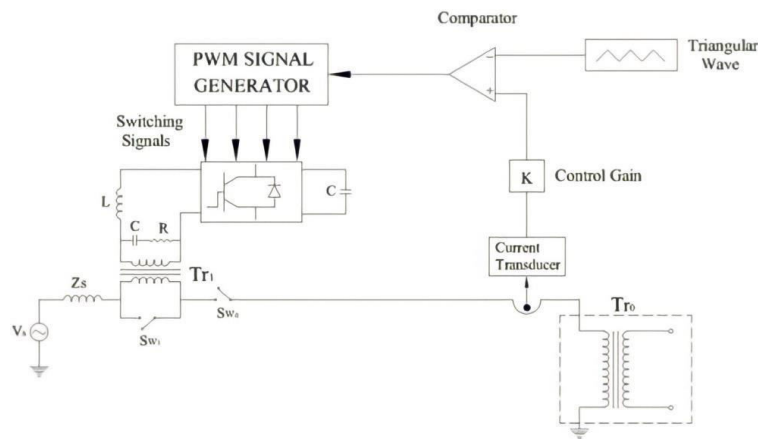 Comparator
PWM SIGNAL
GENERATOR
−
+
Triangular
Wave
Switching
Signals
K
Control Gain
L
C
C
R
Current
Transducer
Zs
Tr1
Tr0
Sw0
Vs
Sw1